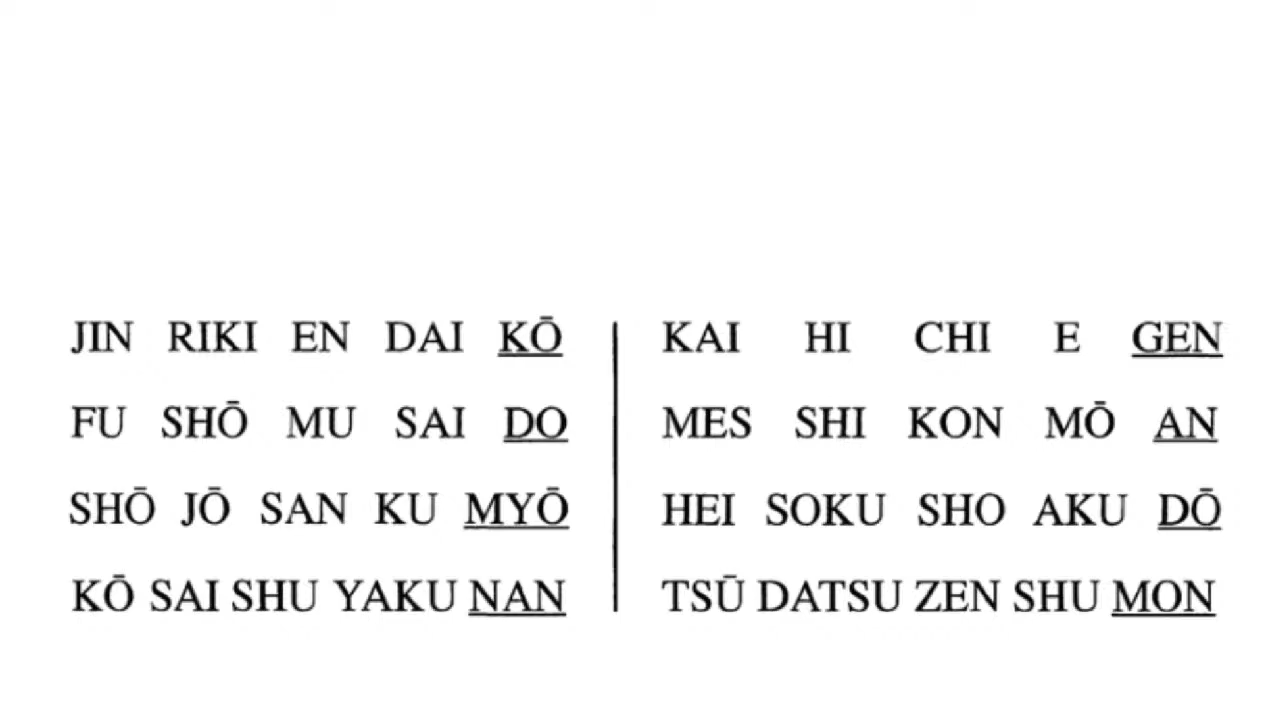 JIN RIKI EN DAI KŌ
FU SHŌ MU SAI DO
SHŌ JŌ SAN KU MYŌ
KŌ SAI SHU YAKU NAN
KAI HI CHI E GEN
MES SHI KON MŌ AN
HEI SOKU SHO AKU DŌ
TSŪ DATSU ZEN SHU MON